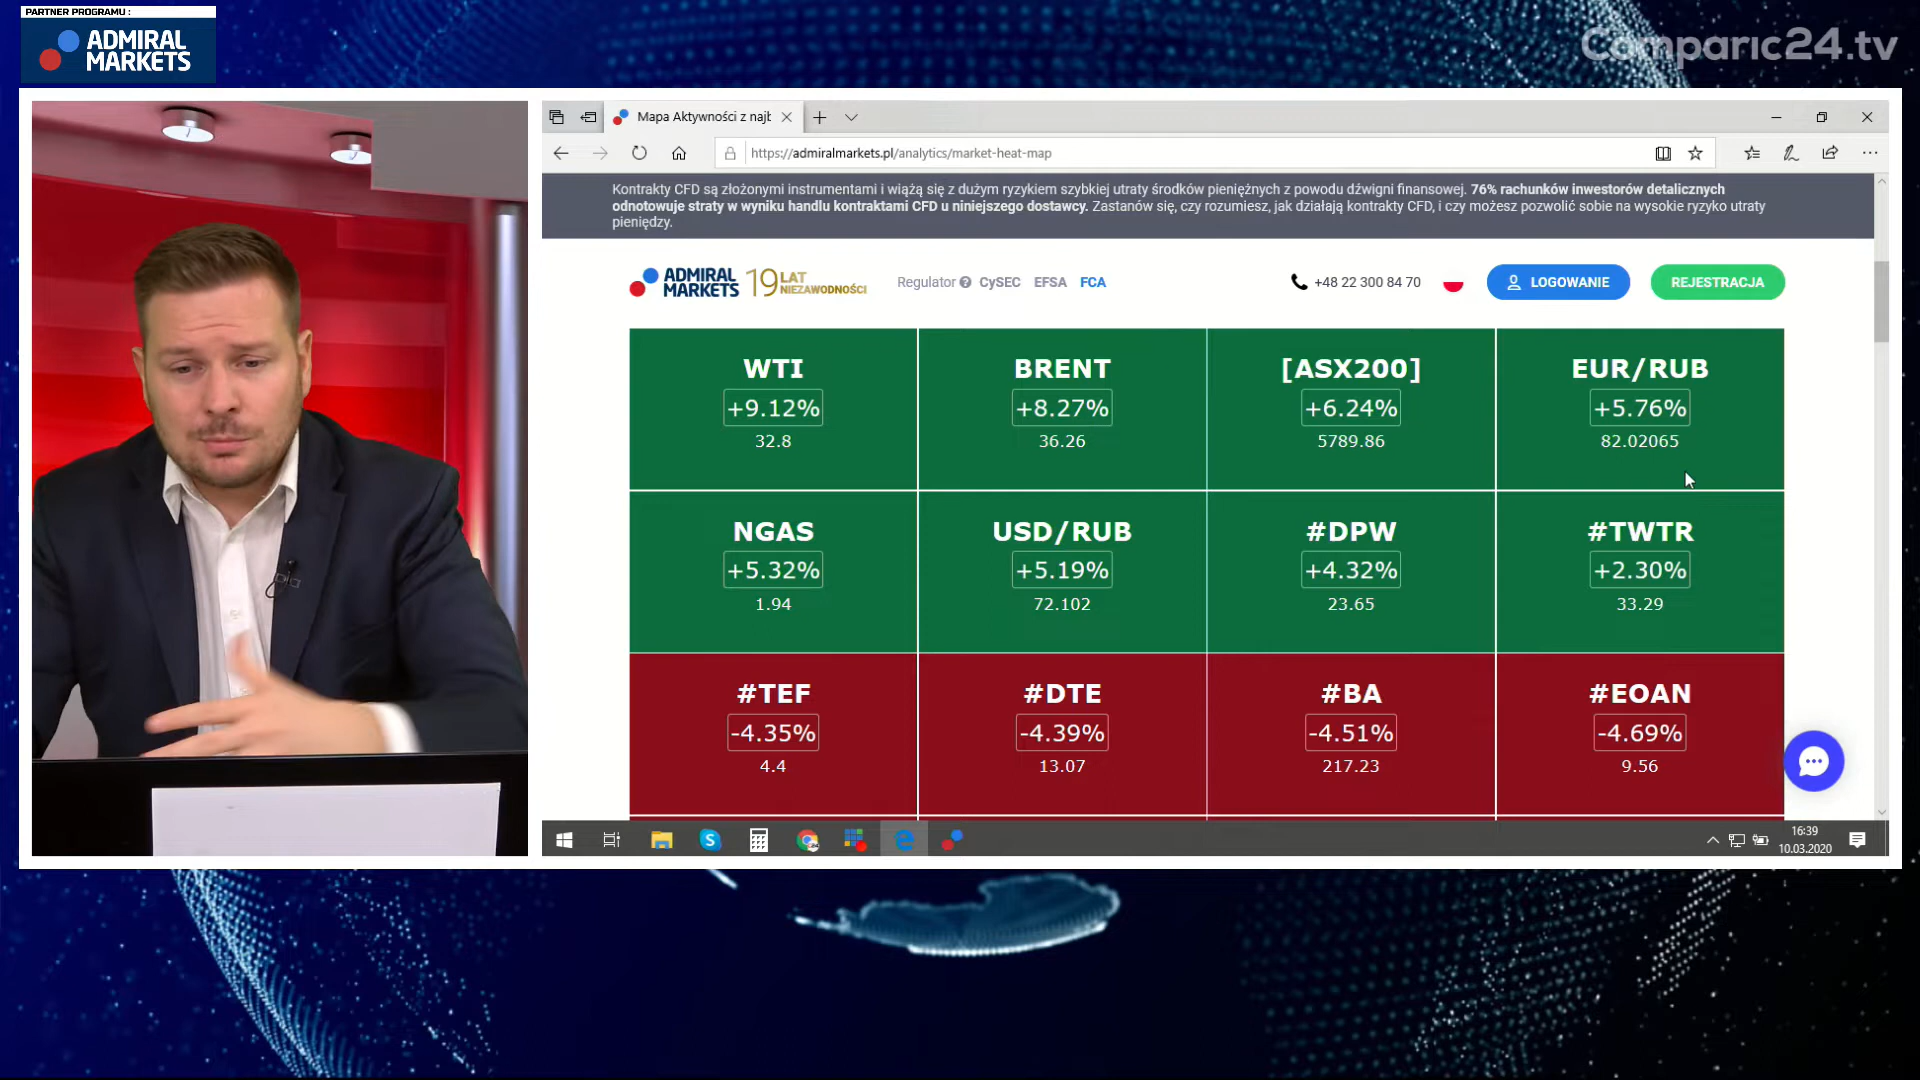 PARTNER PROGRAMU :
ADMIRAL
MARKETS
Comparic24.tv
Mapa Aktywności z najb
https://admiralmarkets.pl/analytics/market-heat-map
Kontrakty CFD są złożonymi instrumentami i wiążą się z dużym ryzykiem szybkiej utraty środków pieniężnych z powodu dźwigni finansowej. 76% rachunków inwestorów detalicznych
odnotowuje straty w wyniku handlu kontraktami CFD u niniejszego dostawcy. Zastanów się, czy rozumiesz, jak działają kontrakty CFD, i czy możesz pozwolić sobie na wysokie ryzyko utraty
pieniędzy.
ADMIRAL
MARKETS
19 LAT
NIEZAWODNOŚCI
Regulator ? CySEC EFSA FCA
+48 22 300 84 70
LOGOWANIE
REJESTRACJA
WTI BRENT [ASX200] EUR/RUB
+9.12% +8.27% +6.24% +5.76%
32.8 36.26 5789.86 82.02065
NGAS USD/RUB #DPW #TWTR
+5.32% +5.19% +4.32% +2.30%
1.94 72.102 23.65 33.29
#TEF #DTE #BA #EOAN
-4.35% -4.39% -4.51% -4.69%
4.4 13.07 217.23 9.56
16:39
10.03.2020